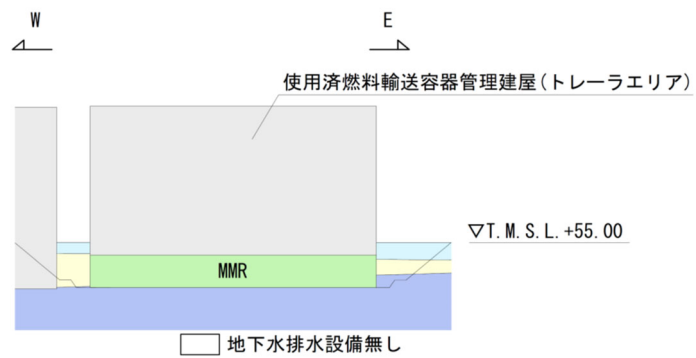 W
E
使用済燃料輸送容器管理建屋(トレーラエリア)
▽T.M.S.L.+55.00
MMR
地下水排水設備無し